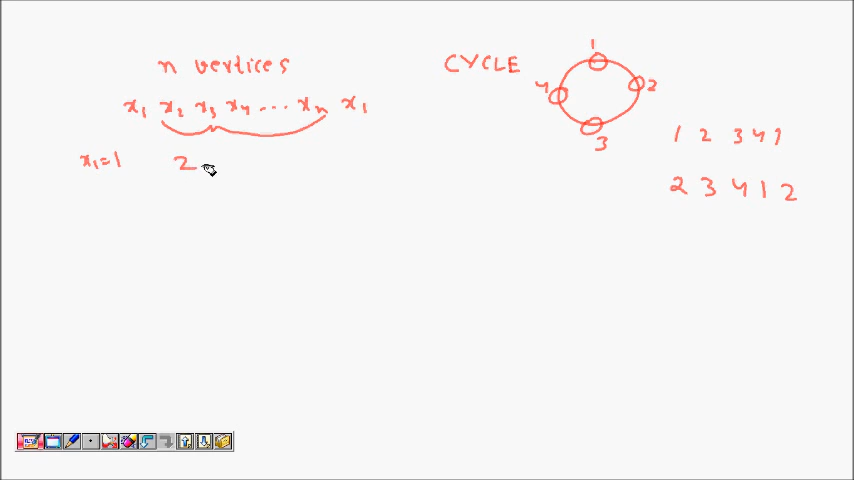 n vertices
x1 x2 x3 x4 ... xn x1
x1=1 2
CYCLE
1
4 2
3
1 2 3 4 1
2 3 4 1 2